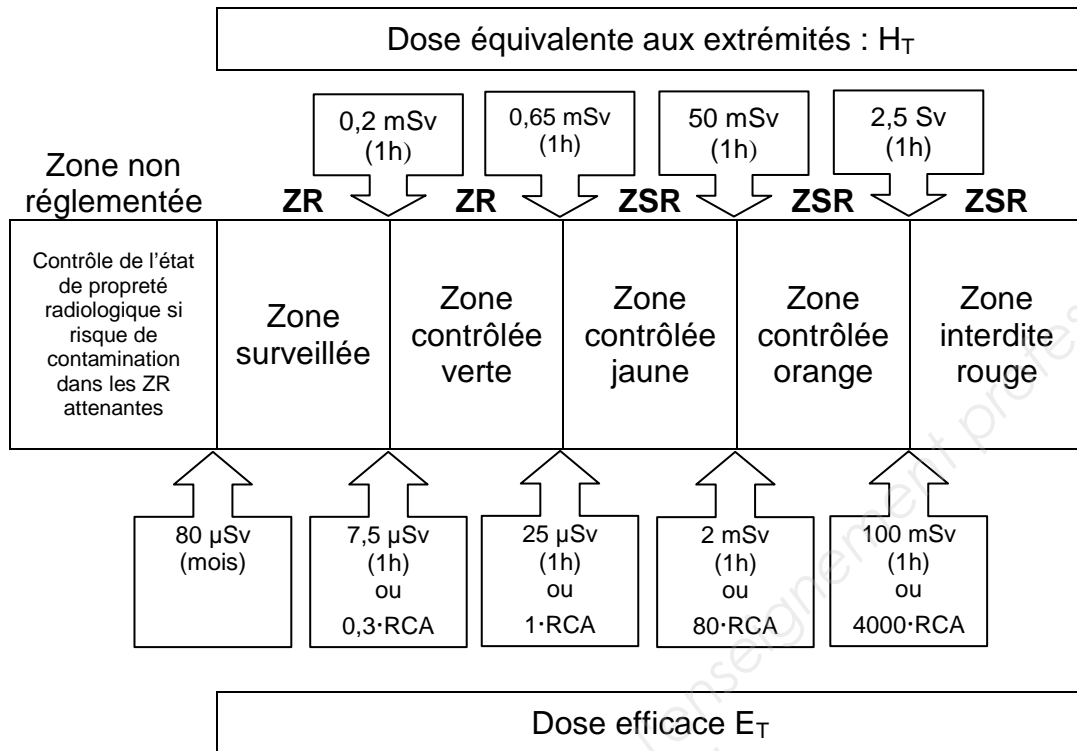 Dose équivalente aux extrémités : H_T
0,2 mSv
(1h)
0,65 mSv
(1h)
50 mSv
(1h)
2,5 Sv
(1h)
Zone non
réglementée
ZR
ZR
ZSR
ZSR
ZSR
Contrôle de l'état
de propreté
radiologique si
risque de
contamination
dans les ZR
attenantes
Zone
surveillée
Zone
contrôlée
verte
Zone
contrôlée
jaune
Zone
contrôlée
orange
Zone
interdite
rouge
80 µSv
(mois)
7,5 µSv
(1h)
ou
0,3·RCA
25 µSv
(1h)
ou
1·RCA
2 mSv
(1h)
ou
80·RCA
100 mSv
(1h)
ou
4000·RCA
Dose efficace E_T
enseignement profes